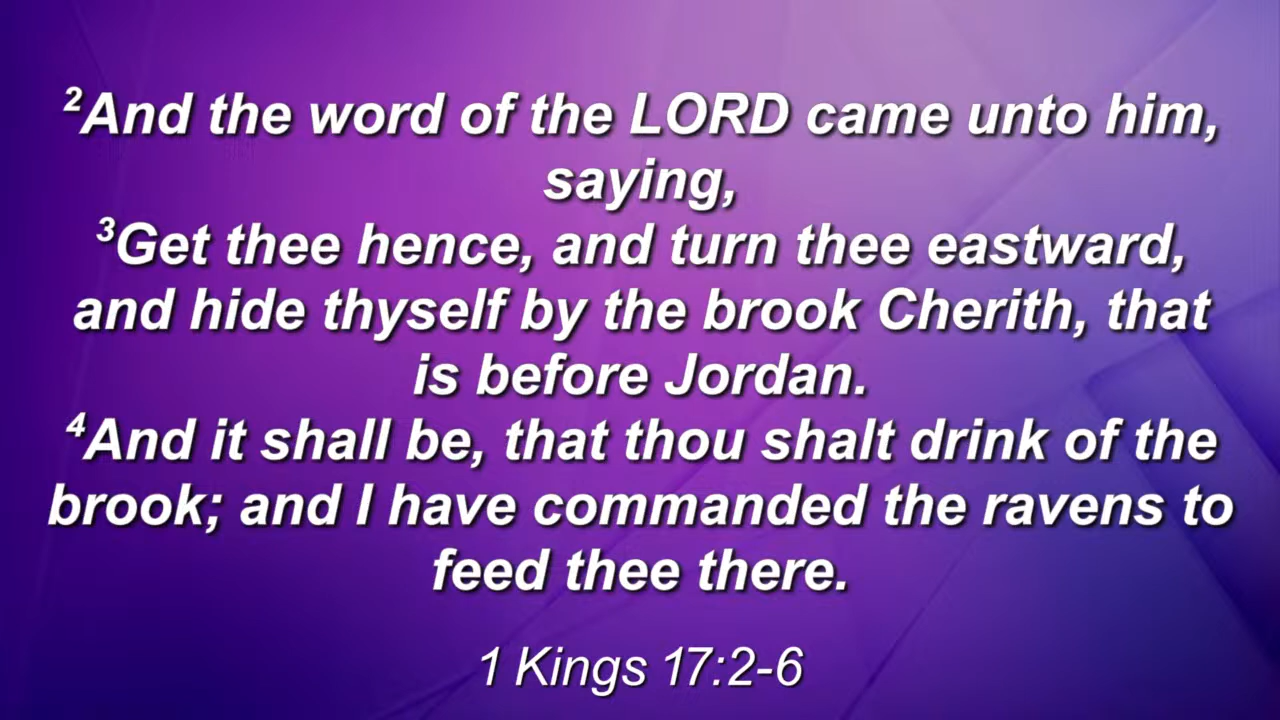 ²And the word of the LORD came unto him,
saying,
³Get thee hence, and turn thee eastward,
and hide thyself by the brook Cherith, that
is before Jordan.
⁴And it shall be, that thou shalt drink of the
brook; and I have commanded the ravens to
feed thee there.
1 Kings 17:2-6